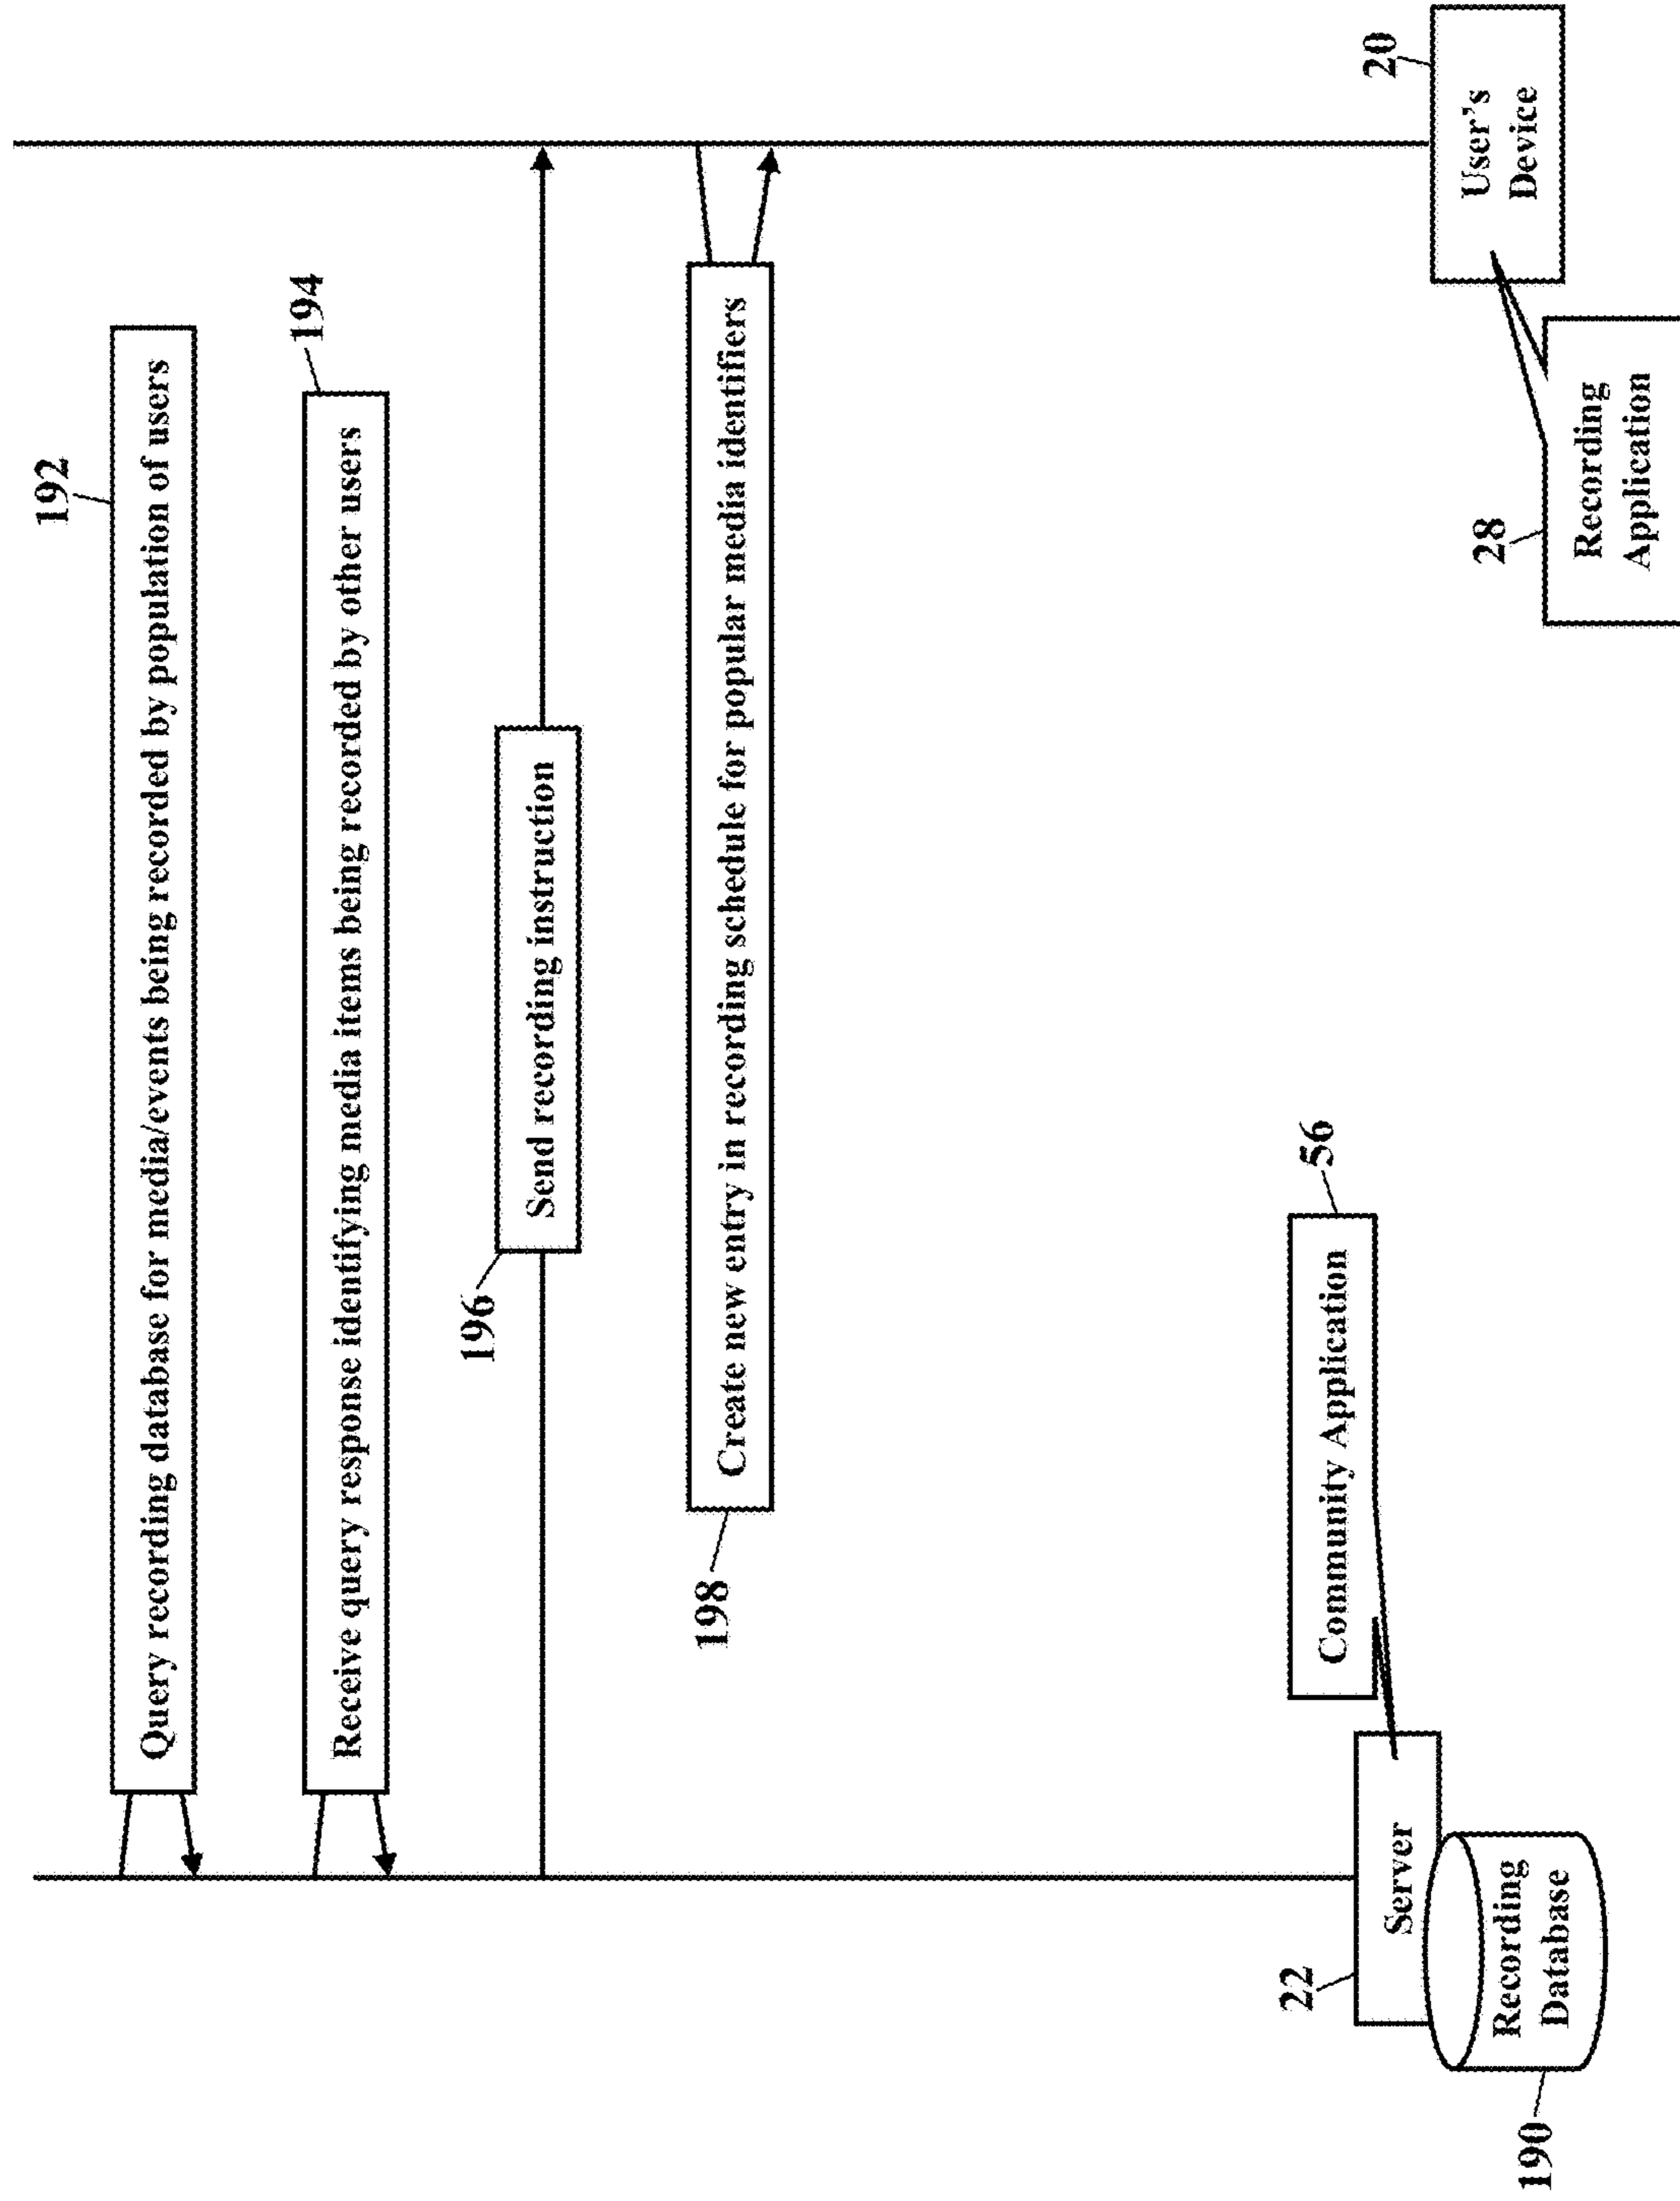 192
Query recording database for media/events being recorded by population of users
194
Receive query response identifying media items being recorded by other users
196
Send recording instruction
198
Create new entry in recording schedule for popular media identifiers
56
Community Application
22
Server
Recording
Database
190
20
User's
Device
28
Recording
Application